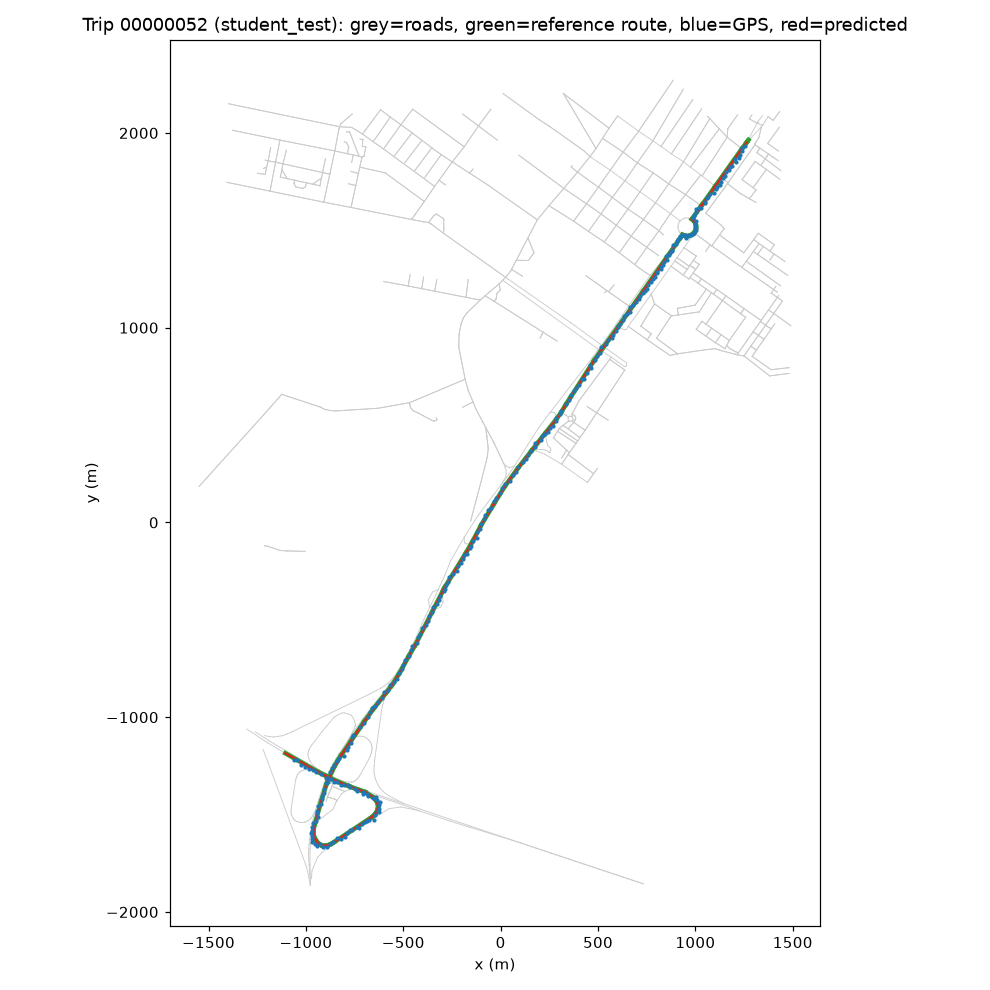 Trip 00000052 (student_test): grey=roads, green=reference route, blue=GPS, red=predicted
2000
1000
0
−1000
−2000
y (m)
−1500 −1000 −500 0 500 1000 1500
x (m)